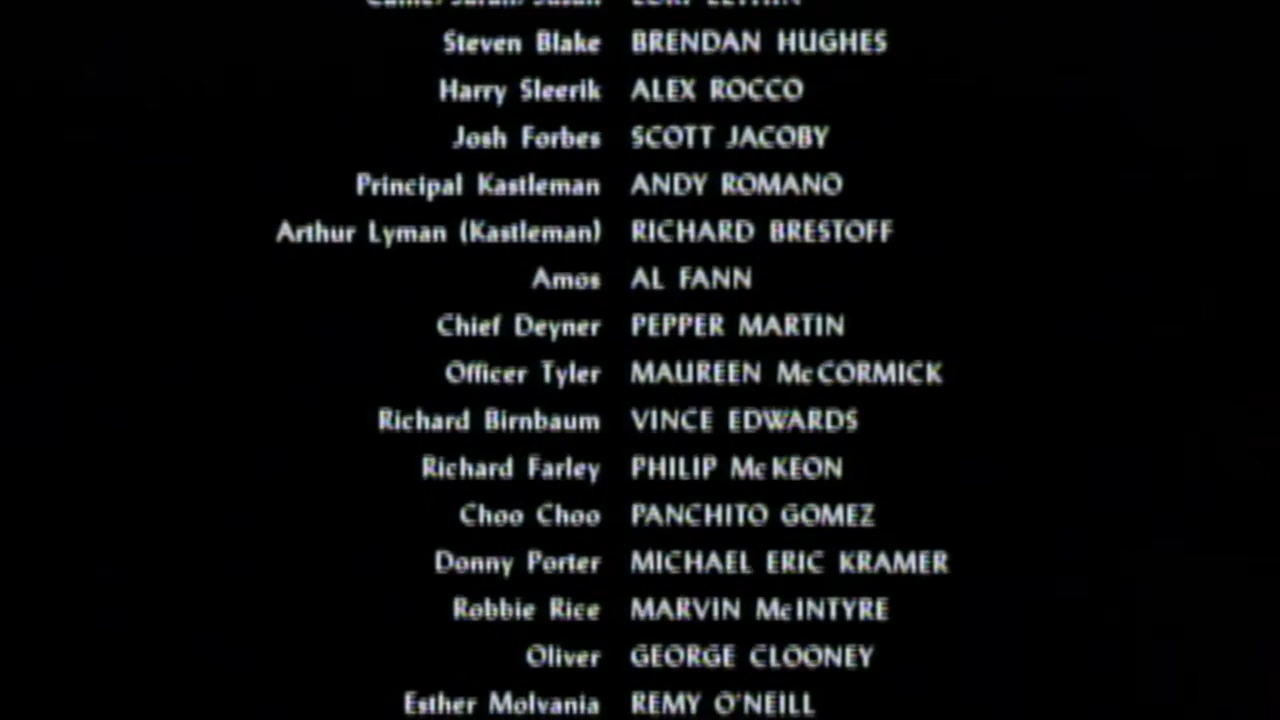 Steven Blake BRENDAN HUGHES
Harry Sleerik ALEX ROCCO
Josh Forbes SCOTT JACOBY
Principal Kastleman ANDY ROMANO
Arthur Lyman (Kastleman) RICHARD BRESTOFF
Amos AL FANN
Chief Deyner PEPPER MARTIN
Officer Tyler MAUREEN McCORMICK
Richard Birnbaum VINCE EDWARDS
Richard Farley PHILIP McKEON
Choo Choo PANCHITO GOMEZ
Donny Porter MICHAEL ERIC KRAMER
Robbie Rice MARVIN McINTYRE
Oliver GEORGE CLOONEY
Esther Molvania REMY O'NEILL